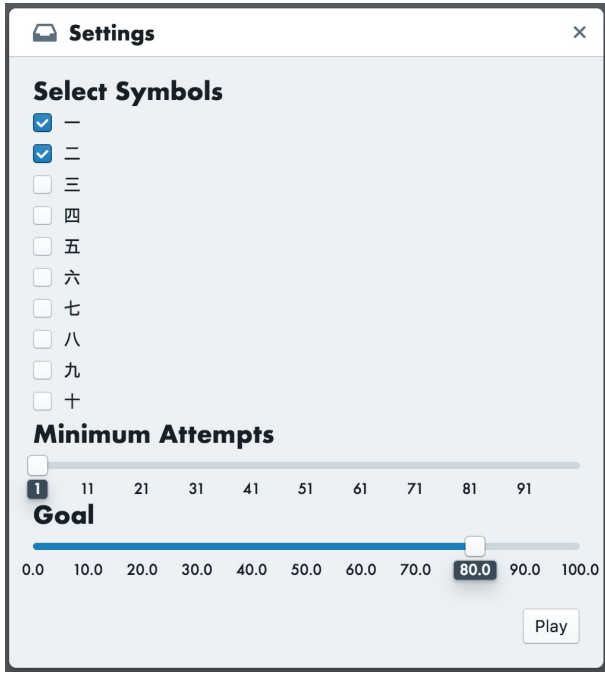 Settings
Select Symbols
一
二
三
四
五
六
七
八
九
十
Minimum Attempts
1 11 21 31 41 51 61 71 81 91
Goal
0.0 10.0 20.0 30.0 40.0 50.0 60.0 70.0 80.0 90.0 100.0
Play